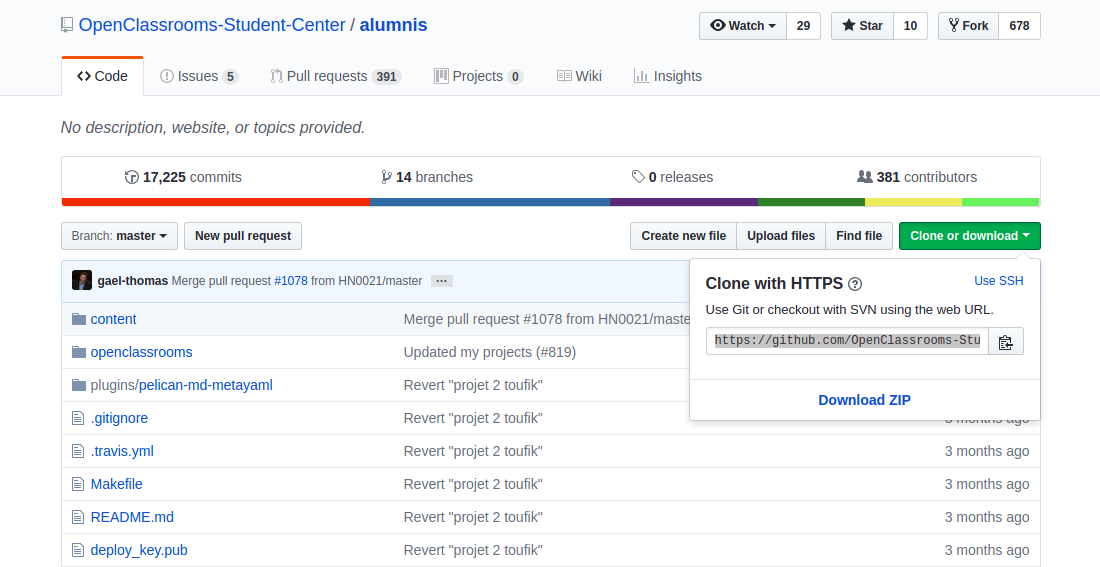 OpenClassrooms-Student-Center / alumnis
Watch 29 Star 10 Fork 678
Code Issues 5 Pull requests 391 Projects 0 Wiki Insights
No description, website, or topics provided.
17,225 commits 14 branches 0 releases 381 contributors
Branch: master New pull request Create new file Upload files Find file Clone or download
gael-thomas Merge pull request #1078 from HN0021/master …
Clone with HTTPS ? Use SSH
Use Git or checkout with SVN using the web URL.
https://github.com/OpenClassrooms-Stu
Download ZIP
content Merge pull request #1078 from HN0021/maste
openclassrooms Updated my projects (#819)
plugins/pelican-md-metayaml Revert "projet 2 toufik"
.gitignore Revert "projet 2 toufik" 3 months ago
.travis.yml Revert "projet 2 toufik" 3 months ago
Makefile Revert "projet 2 toufik" 3 months ago
README.md Revert "projet 2 toufik" 3 months ago
deploy_key.pub Revert "projet 2 toufik" 3 months ago